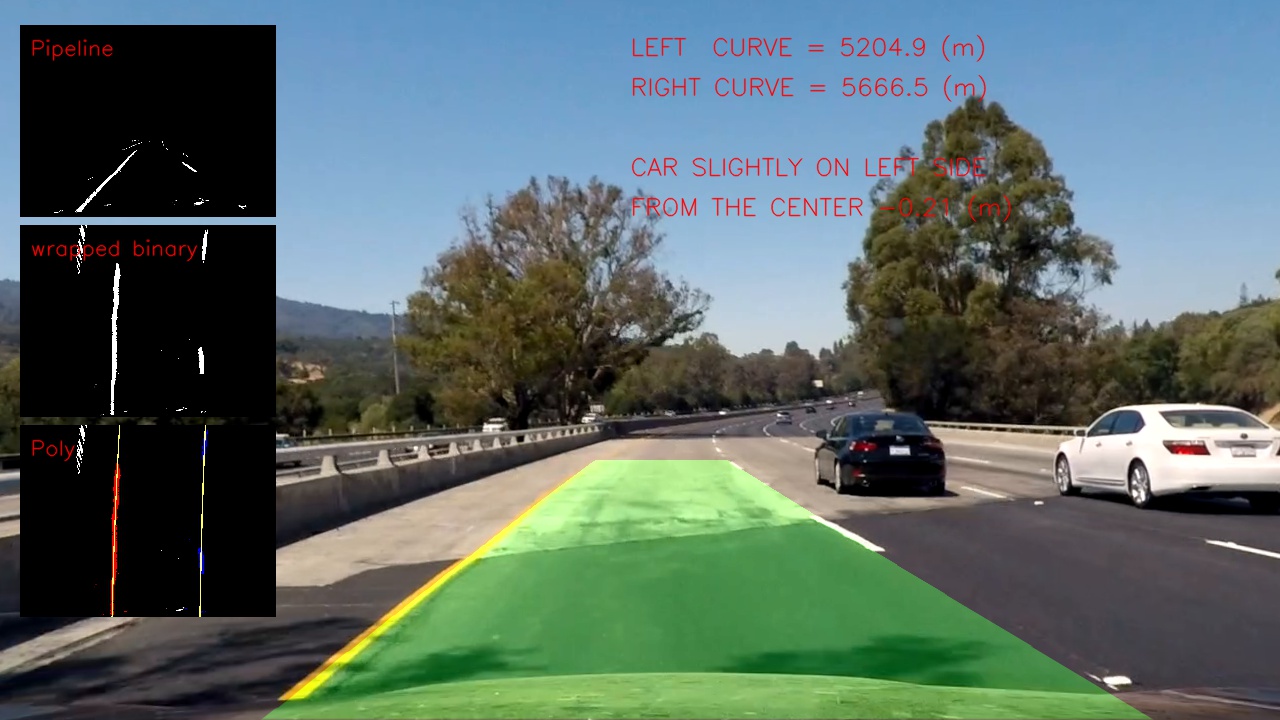 Pipeline
wrapped binary
Poly
LEFT CURVE = 5204.9 (m)
RIGHT CURVE = 5666.5 (m)
CAR SLIGHTLY ON LEFT SIDE
FROM THE CENTER -0.21 (m)